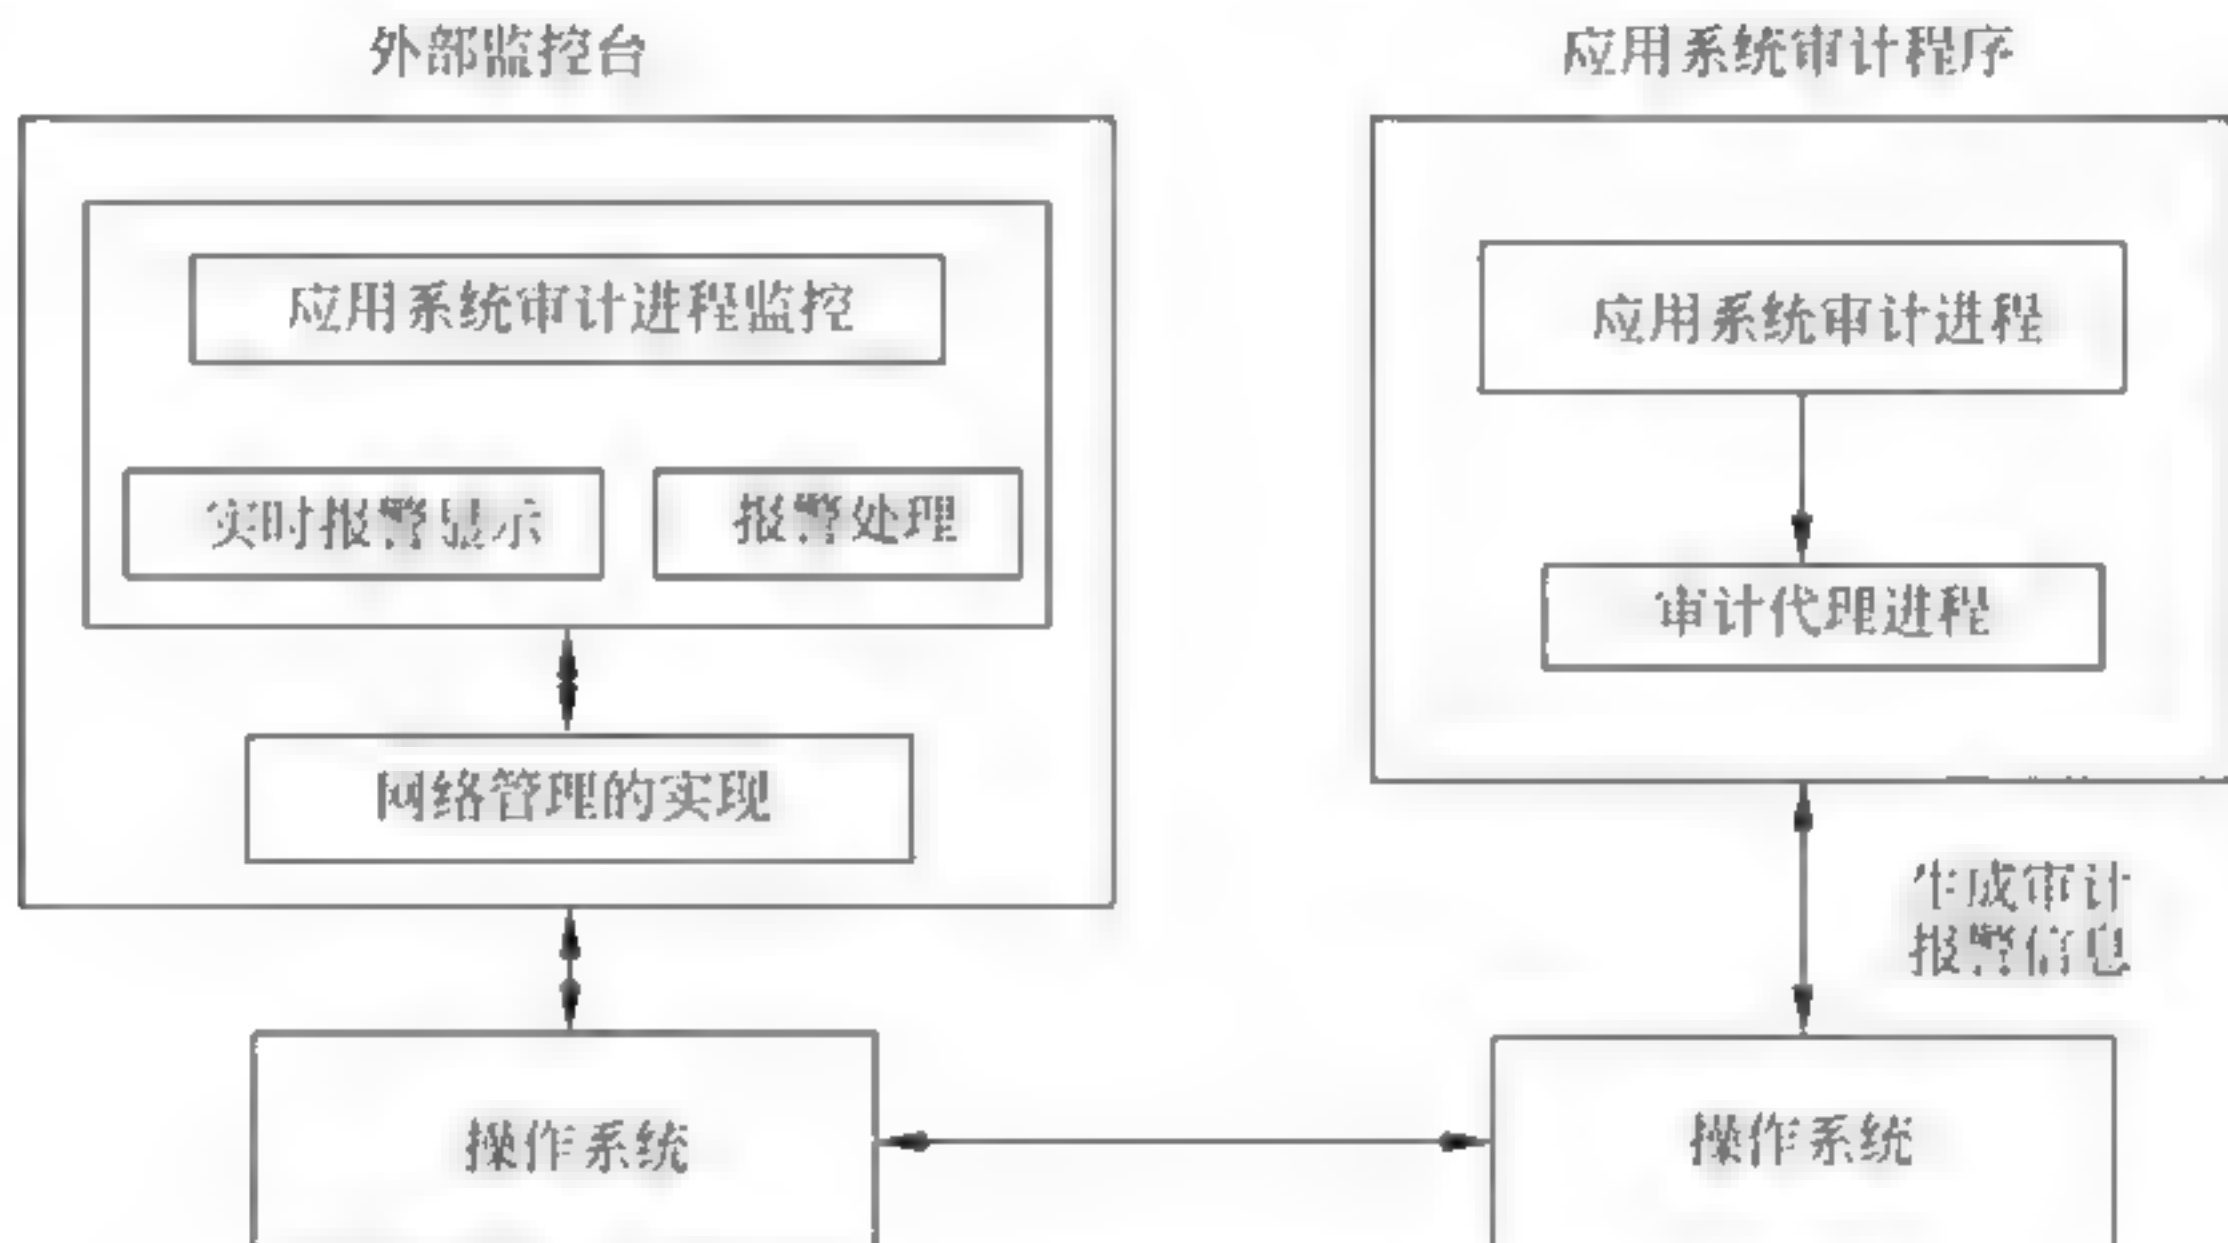 外部监控台
应用系统审计程序
应用系统审计进程监控
应用系统审计进程
实时报警显示
报警处理
审计代理进程
网络管理的实现
生成审计
报警信息
操作系统
操作系统